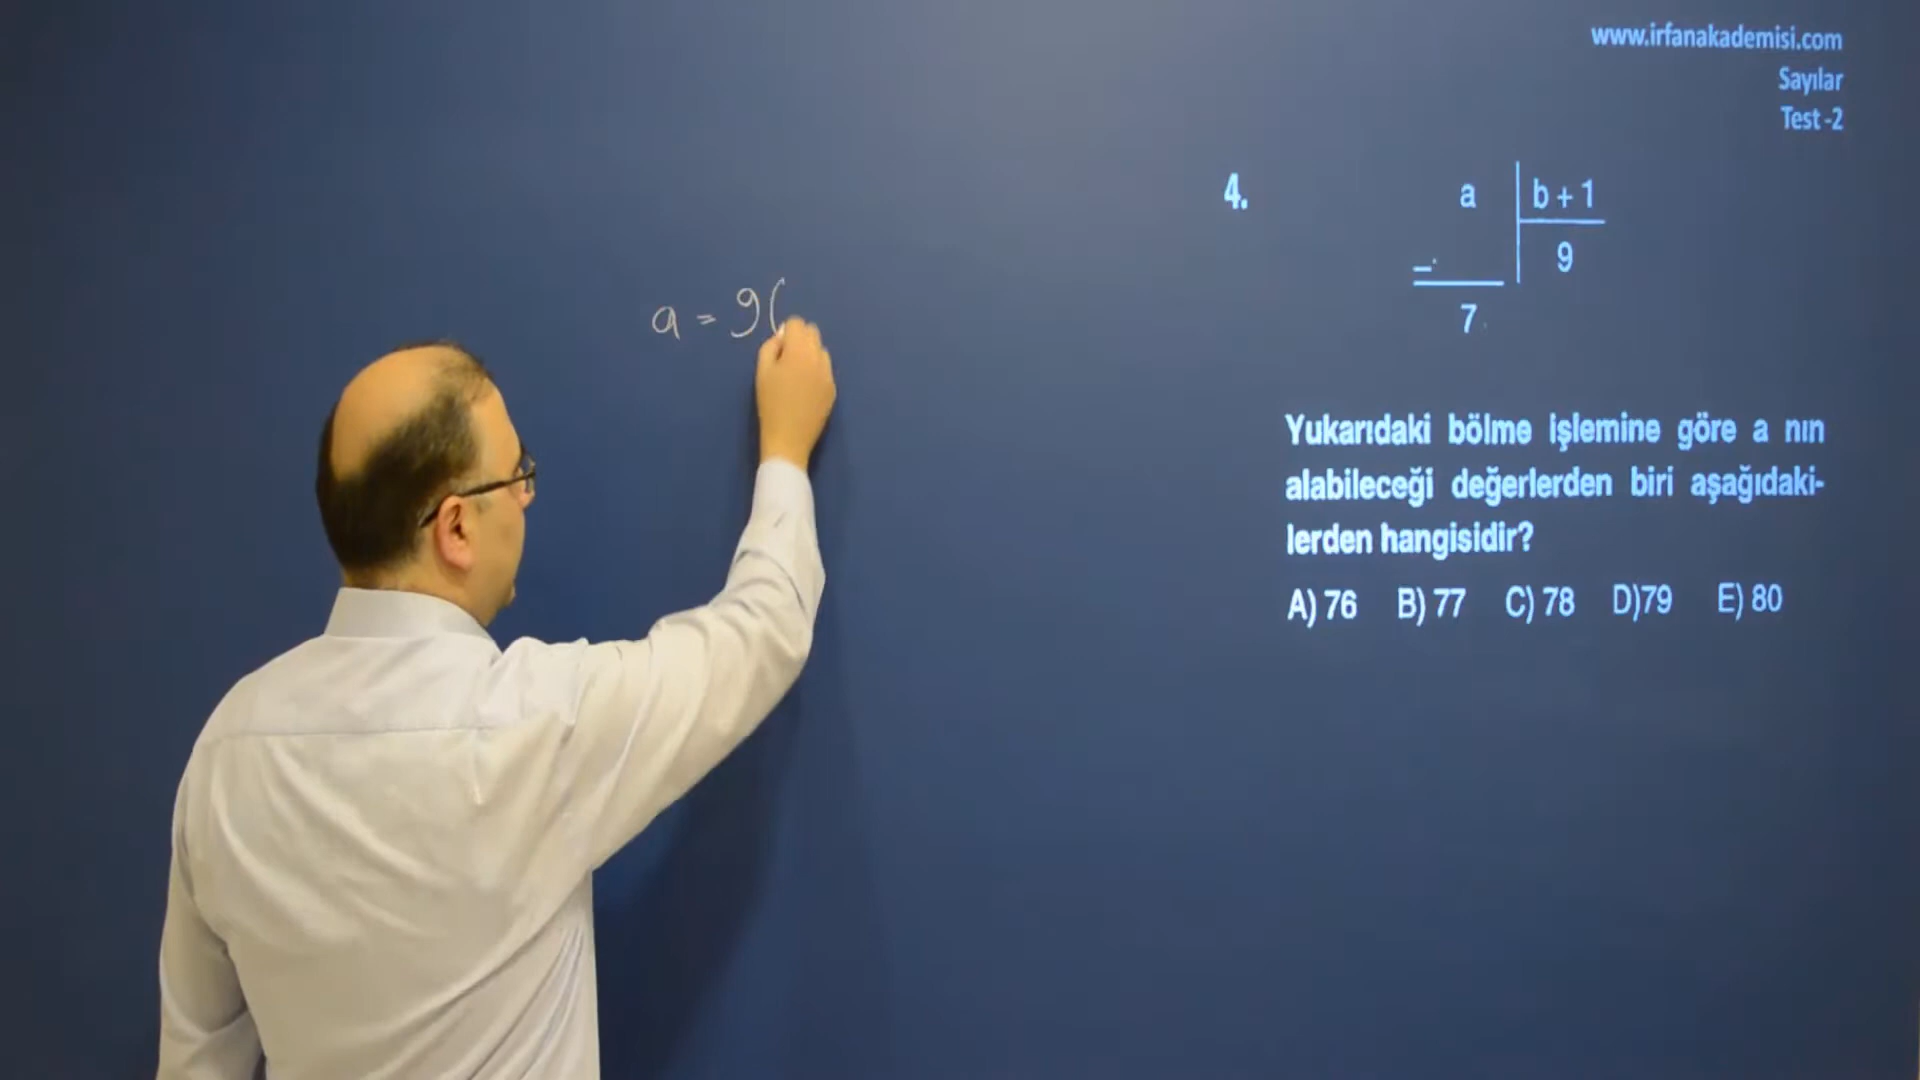 www.irfanakademisi.com
Sayılar
Test -2
4.
a b + 1
9
7
a = 9(
Yukarıdaki bölme işlemine göre a nın
alabileceği değerlerden biri aşağıdaki-
lerden hangisidir?
A) 76 B) 77 C) 78 D)79 E) 80